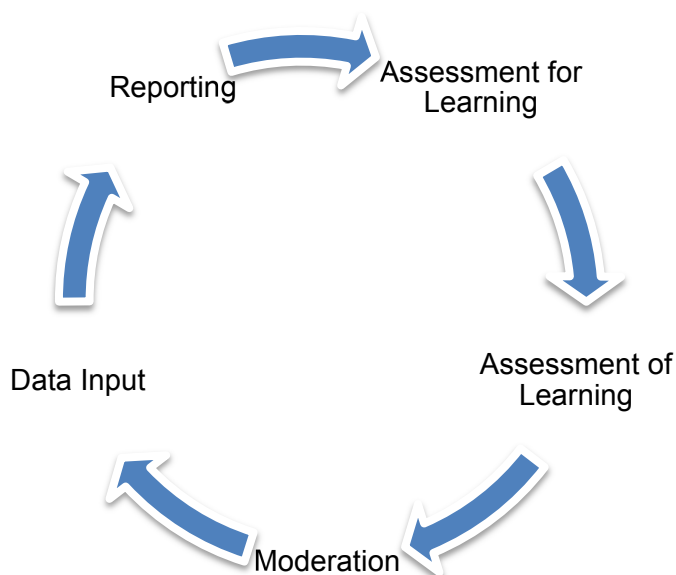 Reporting
Assessment for
Learning
Assessment of
Learning
Moderation
Data Input